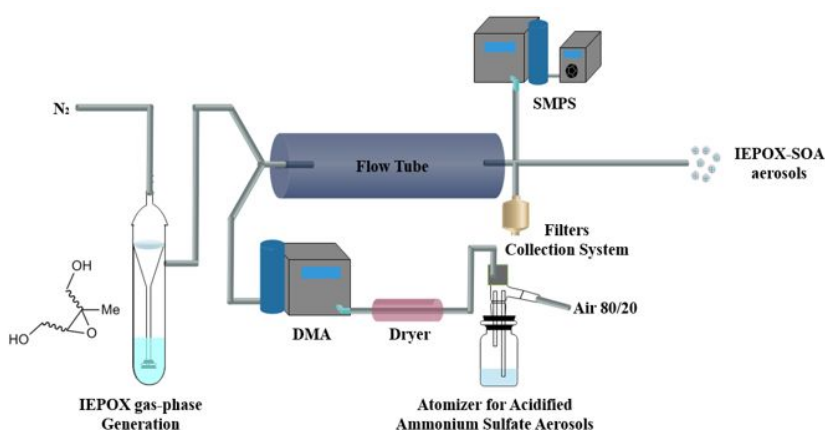 SMPS
N₂
Flow Tube
IEPOX-SOA
aerosols
Filters
Collection System
OH
Me
O
HO
DMA
Dryer
Air 80/20
IEPOX gas-phase
Generation
Atomizer for Acidified
Ammonium Sulfate Aerosols